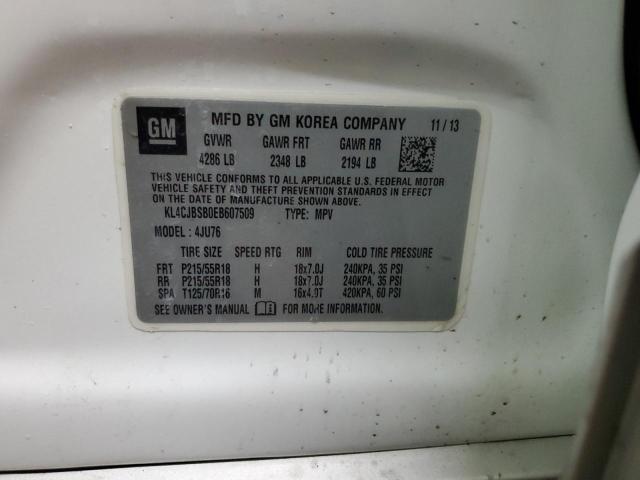 GM
MFD BY GM KOREA COMPANY 11/13
GVWR GAWR FRT GAWR RR
4286 LB 2348 LB 2194 LB
THIS VEHICLE CONFORMS TO ALL APPLICABLE U.S. FEDERAL MOTOR
VEHICLE SAFETY AND THEFT PREVENTION STANDARDS IN EFFECT
ON THE DATE OF MANUFACTURE SHOWN ABOVE.
KL4CJBSB0EB607509 TYPE: MPV
MODEL: 4JU76
TIRE SIZE SPEED RTG RIM COLD TIRE PRESSURE
FRT P215/55R18 H 18x7.0J 240KPA, 35 PSI
RR P215/55R18 H 18x7.0J 240KPA, 35 PSI
SPA T125/70R16 M 16x4.0T 420KPA, 60 PSI
SEE OWNER'S MANUAL FOR MORE INFORMATION